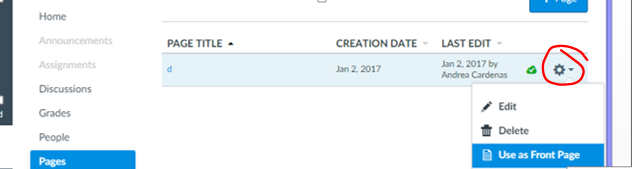 Page
Home
Announcements
Assignments
Discussions
Grades
People
Pages
PAGE TITLE
CREATION DATE
LAST EDIT
d
Jan 2, 2017
Jan 2, 2017 by
Andrea Cardenas
Edit
Delete
Use as Front Page